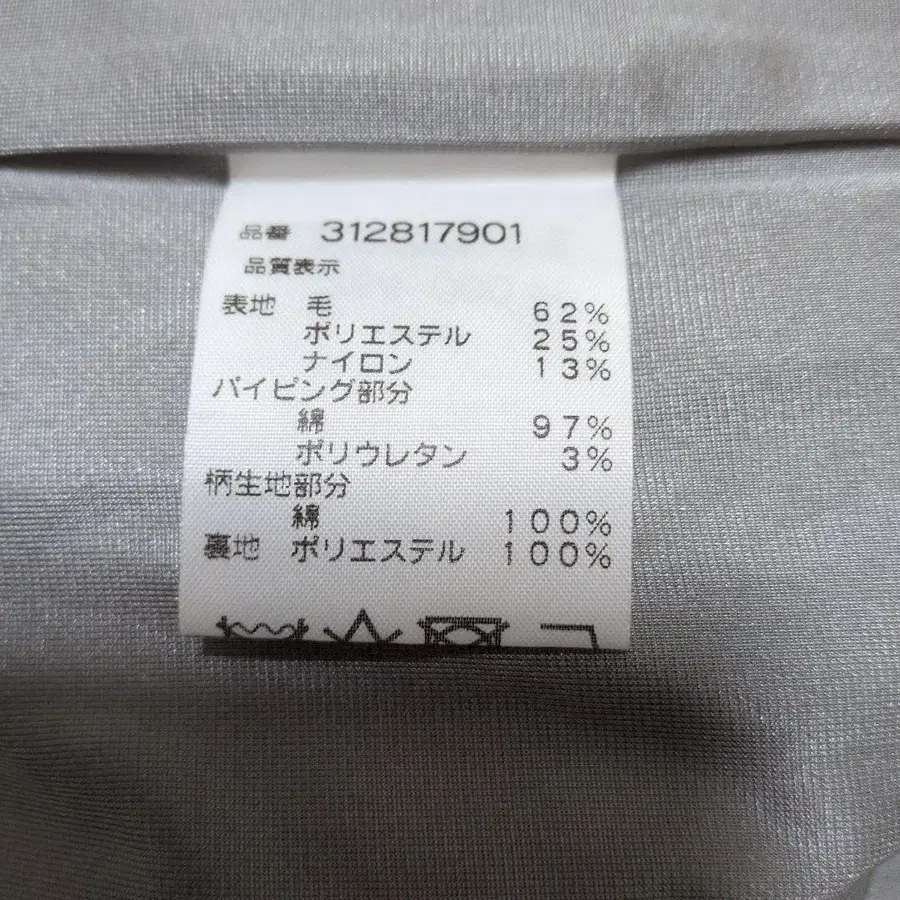 品番 312817901
品質表示
表地 毛 62%
ポリエステル 25%
ナイロン 13%
パイピング部分
綿 97%
ポリウレタン 3%
柄生地部分
綿 100%
裏地 ポリエステル 100%